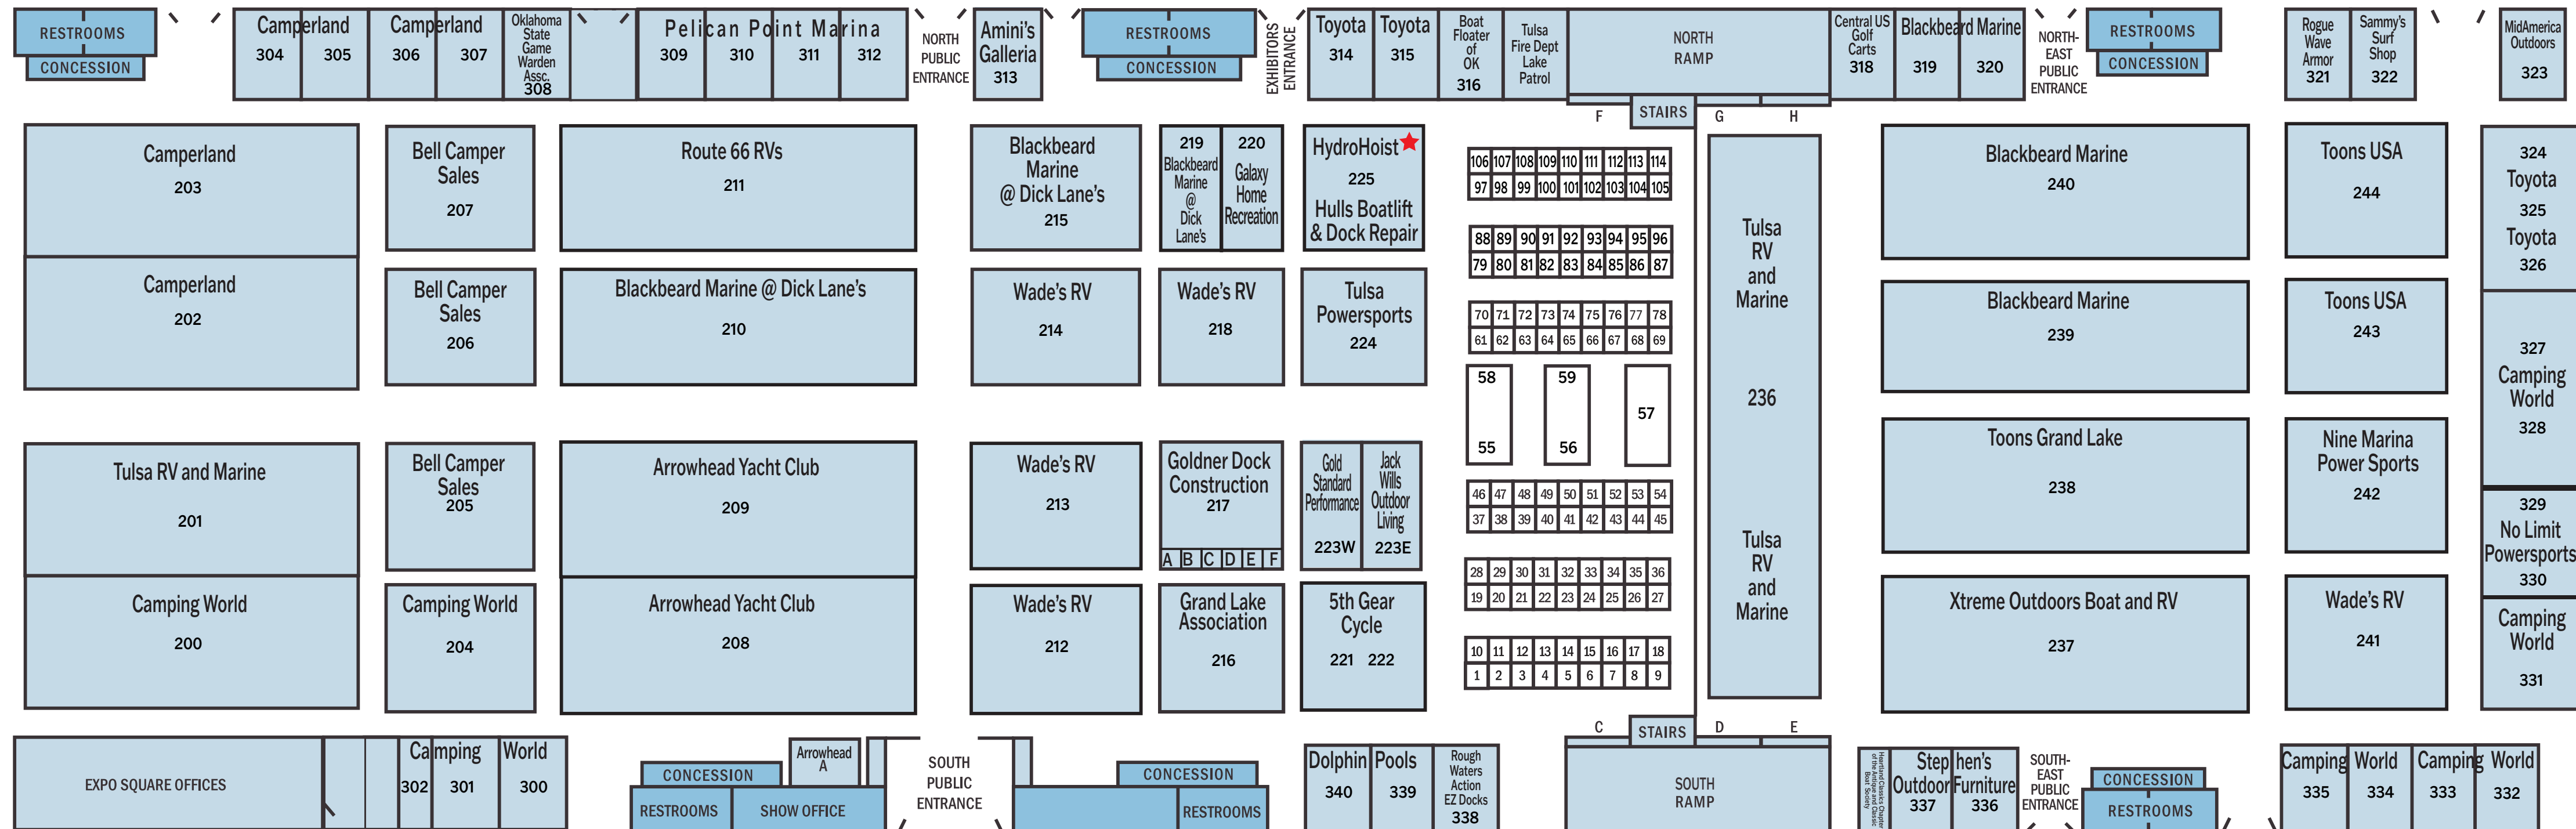 RESTROOMS
CONCESSION
Camperland
304 305
Camperland
306 307
Oklahoma
State
Game
Warden
Assc.
308
Pelican Point Marina
309 310 311 312
NORTH
PUBLIC
ENTRANCE
Amini's
Galleria
313
RESTROOMS
CONCESSION
EXHIBITORS
ENTRANCE
Toyota
314
Toyota
315
Boat
Floater
of
OK
316
Tulsa
Fire Dept
Lake
Patrol
NORTH
RAMP
STAIRS
F G H
Central US
Golf
Carts
318
Blackbeard Marine
319 320
NORTH-
EAST
PUBLIC
ENTRANCE
RESTROOMS
CONCESSION
Rogue
Wave
Armor
321
Sammy's
Surf
Shop
322
MidAmerica
Outdoors
323
Camperland
203
Bell Camper
Sales
207
Route 66 RVs
211
Blackbeard
Marine
@ Dick Lane's
215
219
Blackbeard
Marine
@
Dick
Lane's
220
Galaxy
Home
Recreation
HydroHoist
225
Hulls Boatlift
& Dock Repair
106 107 108 109 110 111 112 113 114
97 98 99 100 101 102 103 104 105
88 89 90 91 92 93 94 95 96
79 80 81 82 83 84 85 86 87
Tulsa
RV
and
Marine
236
Tulsa
RV
and
Marine
Blackbeard Marine
240
Toons USA
244
324
Toyota
325
Toyota
326
Camperland
202
Bell Camper
Sales
206
Blackbeard Marine @ Dick Lane's
210
Wade's RV
214
Wade's RV
218
Tulsa
Powersports
224
70 71 72 73 74 75 76 77 78
61 62 63 64 65 66 67 68 69
58 59
57
55 56
Blackbeard Marine
239
Toons USA
243
327
Camping
World
328
Tulsa RV and Marine
201
Bell Camper
Sales
205
Arrowhead Yacht Club
209
Wade's RV
213
Goldner Dock
Construction
217
A B C D E F
Gold
Standard
Performance
223W
Jack
Wills
Outdoor
Living
223E
46 47 48 49 50 51 52 53 54
37 38 39 40 41 42 43 44 45
Toons Grand Lake
238
Nine Marina
Power Sports
242
329
No Limit
Powersports
330
Camping World
200
Camping World
204
Arrowhead Yacht Club
208
Wade's RV
212
Grand Lake
Association
216
5th Gear
Cycle
221 222
28 29 30 31 32 33 34 35 36
19 20 21 22 23 24 25 26 27
10 11 12 13 14 15 16 17 18
1 2 3 4 5 6 7 8 9
Xtreme Outdoors Boat and RV
237
Wade's RV
241
Camping
World
331
EXPO SQUARE OFFICES
Camping World
302 301 300
CONCESSION
RESTROOMS
SHOW OFFICE
Arrowhead
A
SOUTH
PUBLIC
ENTRANCE
CONCESSION
RESTROOMS
Dolphin Pools
340 339
Rough
Waters
Action
EZ Docks
338
C D E
STAIRS
SOUTH
RAMP
Heartland Classics Chapter
of the Antique and Classic
Boat Society
Stephen's
Outdoor Furniture
337 336
SOUTH-
EAST
PUBLIC
ENTRANCE
CONCESSION
RESTROOMS
Camping World
335 334
Camping World
333 332